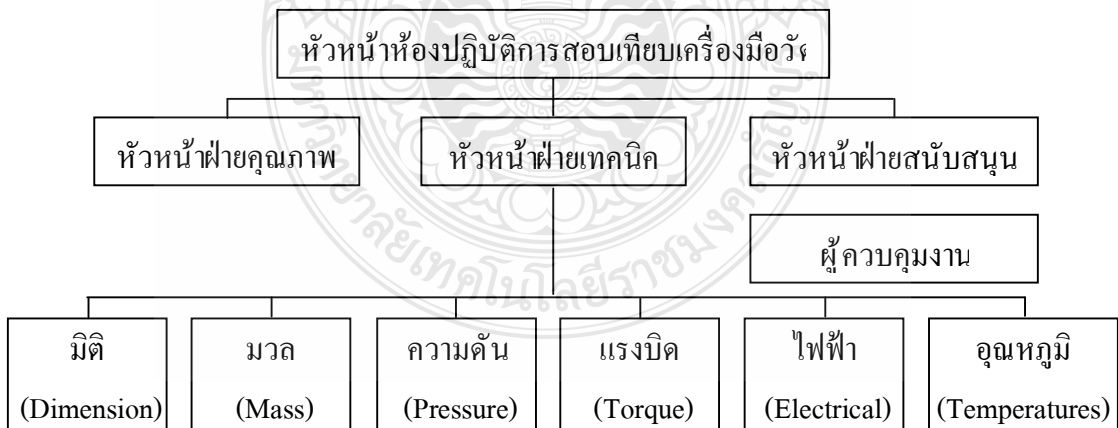 หัวหน้าห้องปฏิบัติการสอบเทียบเครื่องมือวัด
หัวหน้าฝ่ายคุณภาพ
หัวหน้าฝ่ายเทคนิค
หัวหน้าฝ่ายสนับสนุน
ผู้ควบคุมงาน
มิติ
(Dimension)
มวล
(Mass)
ความดัน
(Pressure)
แรงบิด
(Torque)
ไฟฟ้า
(Electrical)
อุณหภูมิ
(Temperatures)